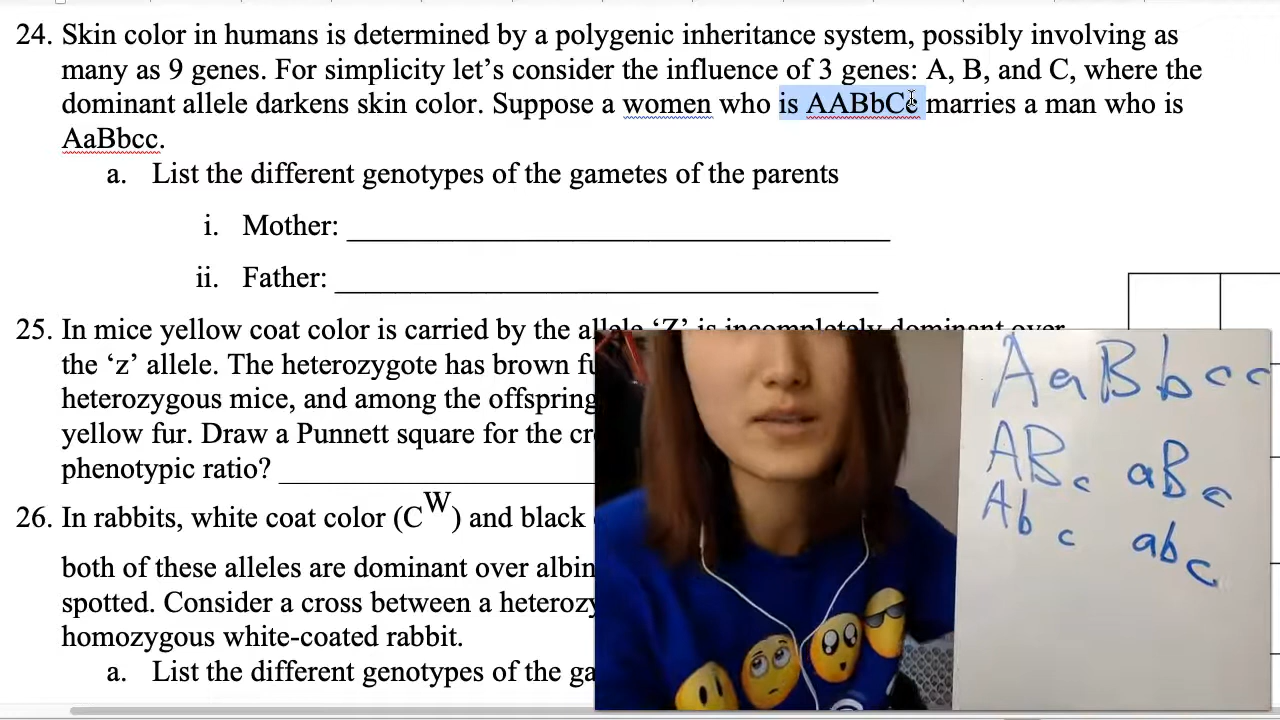 24. Skin color in humans is determined by a polygenic inheritance system, possibly involving as
many as 9 genes. For simplicity let’s consider the influence of 3 genes: A, B, and C, where the
dominant allele darkens skin color. Suppose a women who is AABbCc marries a man who is
AaBbcc.
a. List the different genotypes of the gametes of the parents
i. Mother:
ii. Father:
25. In mice yellow coat color is carried by the allele ‘Z’ is incompletely dominant over
the ‘z’ allele. The heterozygote has brown fu
heterozygous mice, and among the offspring
yellow fur. Draw a Punnett square for the cr
phenotypic ratio?
26. In rabbits, white coat color (C^W) and black
both of these alleles are dominant over albin
spotted. Consider a cross between a heterozy
homozygous white-coated rabbit.
a. List the different genotypes of the ga
AaBbcc
ABc aBc
Abc abc